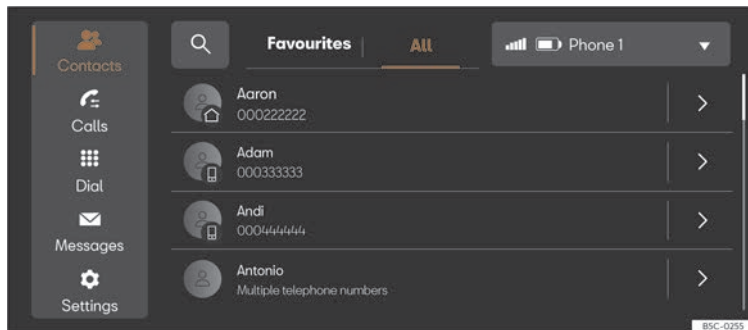 Contacts
Calls
Dial
Messages
Settings
Favourites
All
Phone 1
Aaron
000222222
Adam
000333333
Andi
000444444
Antonio
Multiple telephone numbers
BSC-0255